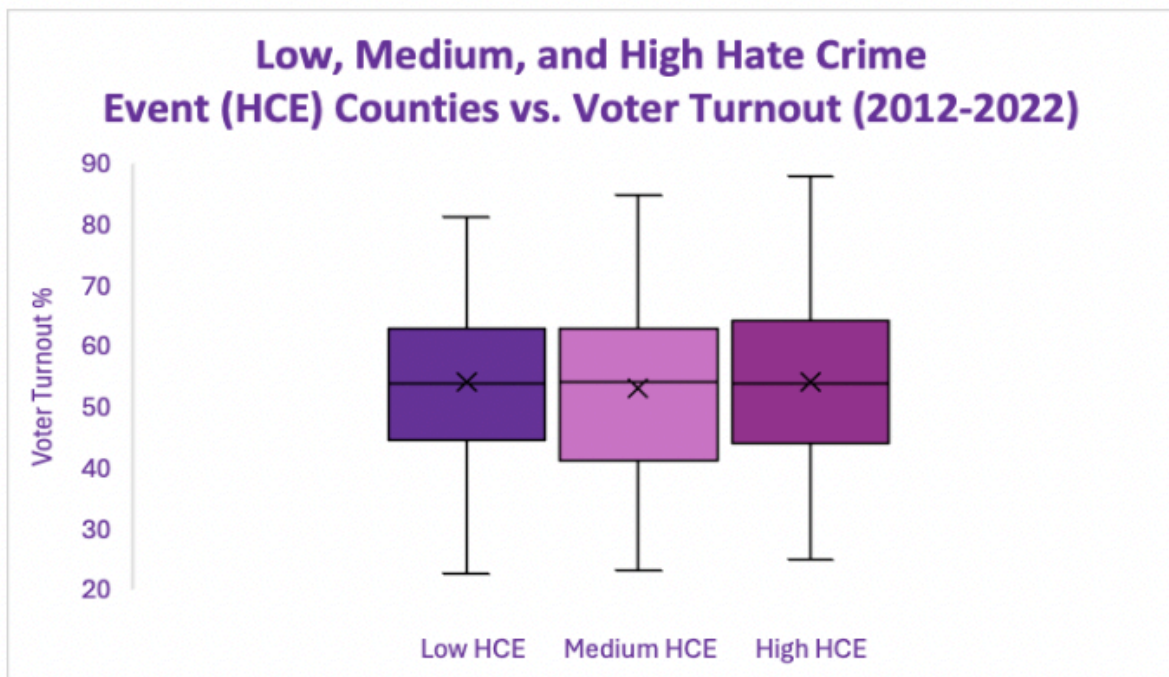 Low, Medium, and High Hate Crime
Event (HCE) Counties vs. Voter Turnout (2012-2022)
Voter Turnout %
90
80
70
60
50
40
30
20
Low HCE
Medium HCE
High HCE